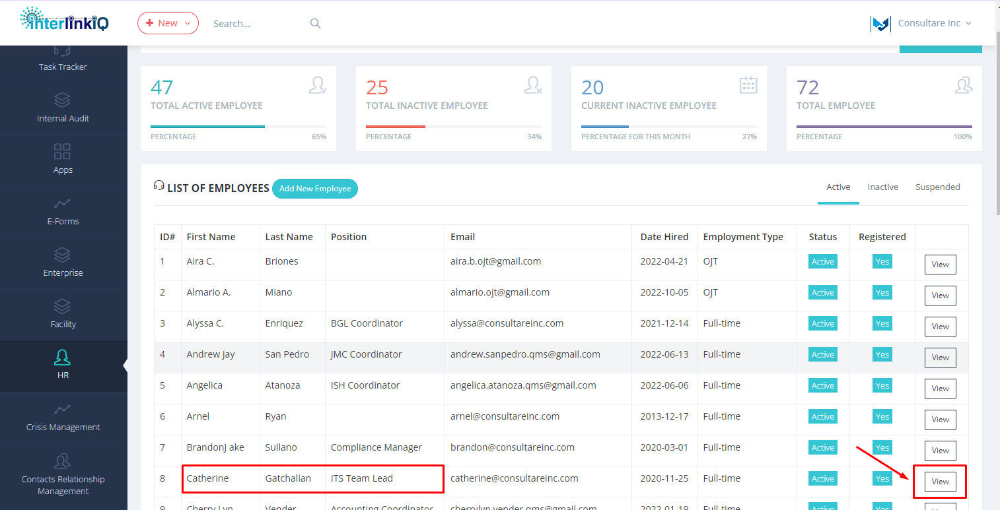 interlinkIQ
New
Search...
Consultare Inc
Task Tracker
Internal Audit
Apps
E-Forms
Enterprise
Facility
HR
Crisis Management
Contacts Relationship
Management
47
TOTAL ACTIVE EMPLOYEE
PERCENTAGE 65%
25
TOTAL INACTIVE EMPLOYEE
PERCENTAGE 34%
20
CURRENT INACTIVE EMPLOYEE
PERCENTAGE FOR THIS MONTH 27%
72
TOTAL EMPLOYEE
PERCENTAGE 100%
LIST OF EMPLOYEES Add New Employee
Active Inactive Suspended
ID# First Name Last Name Position Email Date Hired Employment Type Status Registered
1 Aira C. Briones aira.b.ojt@gmail.com 2022-04-21 OJT Active Yes View
2 Almario A. Miano almario.ojt@gmail.com 2022-10-05 OJT Active Yes View
3 Alyssa C. Enriquez BGL Coordinator alyssa@consultareinc.com 2021-12-14 Full-time Active Yes View
4 Andrew Jay San Pedro JMC Coordinator andrew.sanpedro.qms@gmail.com 2022-06-13 Full-time Active Yes View
5 Angelica Atanoza ISH Coordinator angelica.atanoza.qms@gmail.com 2022-06-06 Full-time Active Yes View
6 Arnel Ryan arnel@consultareinc.com 2013-12-17 Full-time Active Yes View
7 BrandonJ ake Sullano Compliance Manager brandon@consultareinc.com 2020-03-01 Full-time Active Yes View
8 Catherine Gatchalian ITS Team Lead catherine@consultareinc.com 2020-11-25 Full-time Active Yes View
9 Cherry Lyn Vender Accounting Coordinator cherrylyn.vender.qms@gmail.com 2022-01-19 Full-time Active Yes